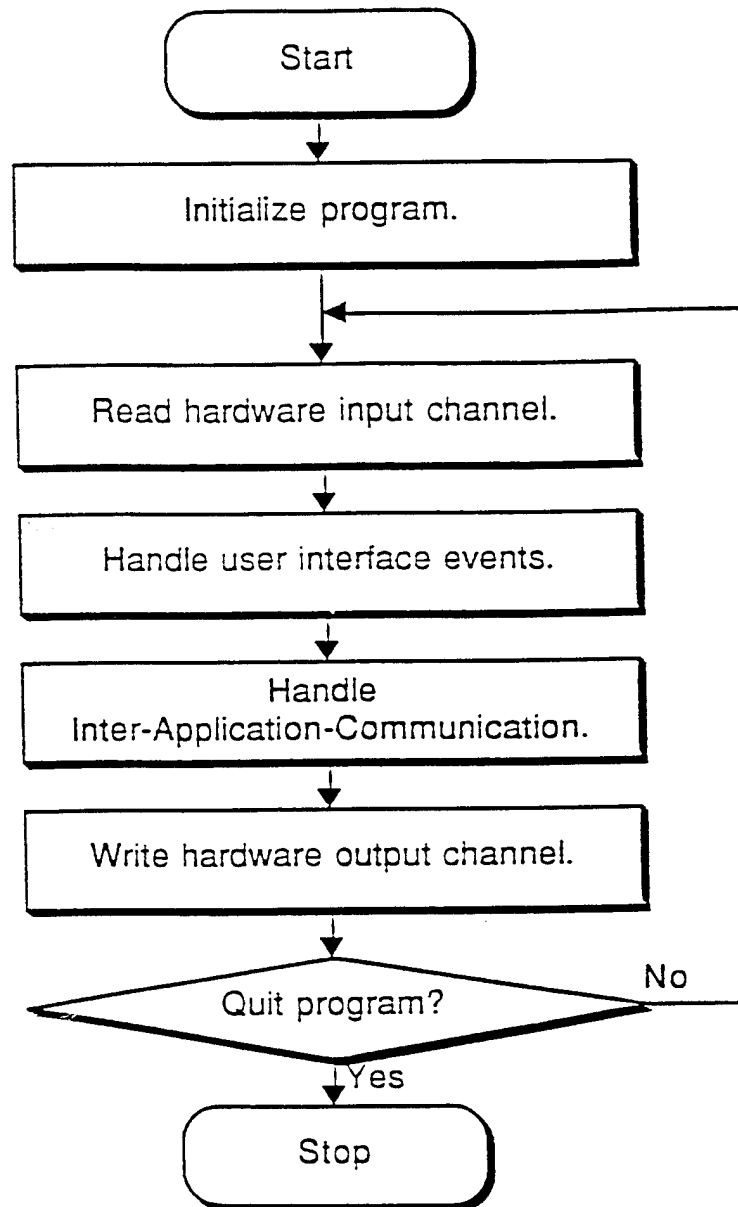 Start
Initialize program.
Read hardware input channel.
Handle user interface events.
Handle
Inter-Application-Communication.
Write hardware output channel.
Quit program?
No
Yes
Stop